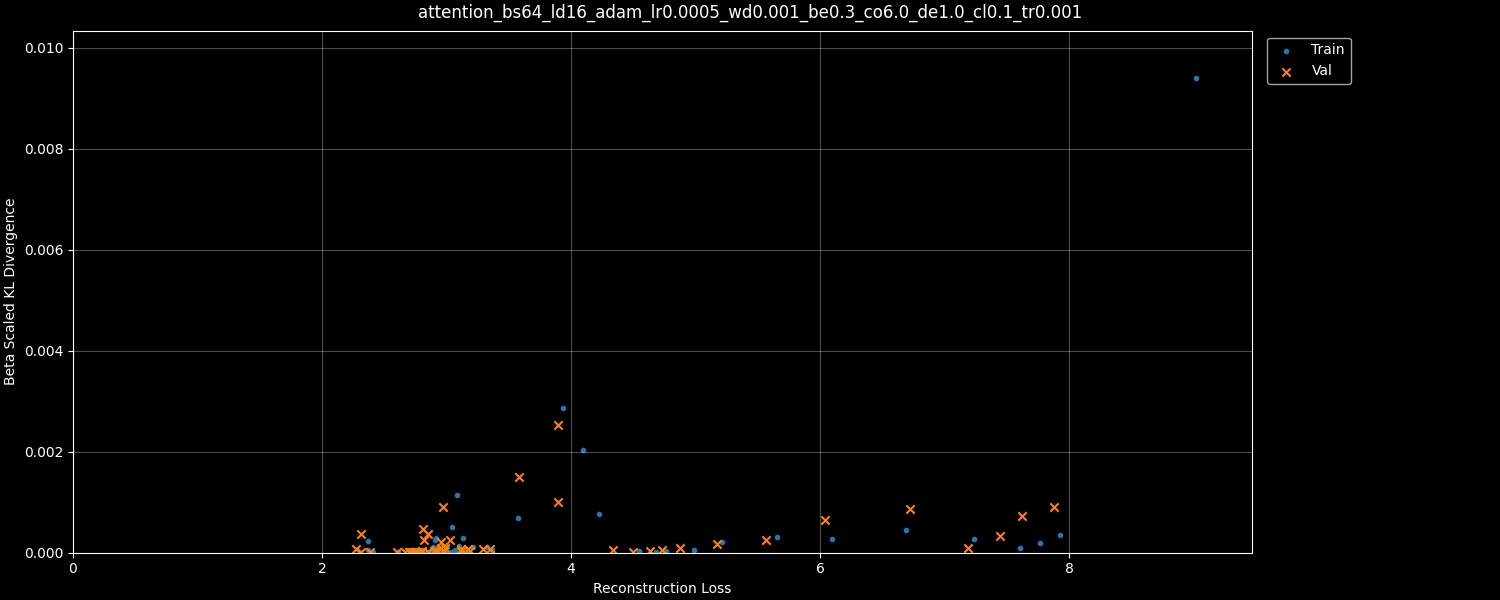 attention_bs64_ld16_adam_lr0.0005_wd0.001_be0.3_co6.0_de1.0_cl0.1_tr0.001
Train
Val
0.010
0.008
0.006
0.004
0.002
0.000
Beta Scaled KL Divergence
0 2 4 6 8
Reconstruction Loss